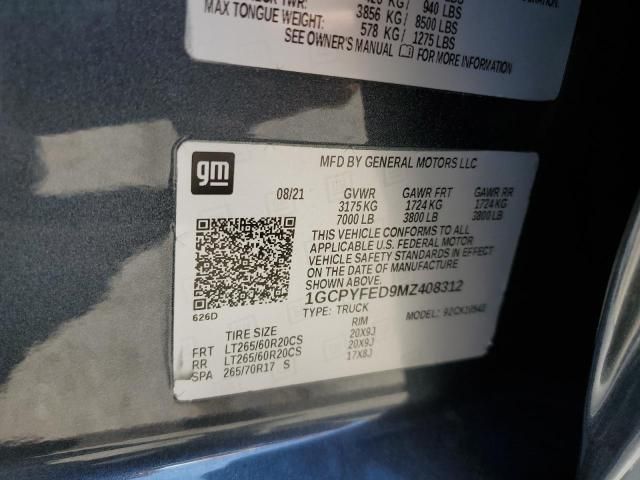 940 LBS
MAX TONGUE WEIGHT: 3856 KG / 8500 LBS
578 KG / 1275 LBS
SEE OWNER'S MANUAL FOR MORE INFORMATION
gm
MFD BY GENERAL MOTORS LLC
08/21 GVWR GAWR FRT GAWR RR
3175 KG 1724 KG 1724 KG
7000 LB 3800 LB 3800 LB
THIS VEHICLE CONFORMS TO ALL
APPLICABLE U.S. FEDERAL MOTOR
VEHICLE SAFETY STANDARDS IN EFFECT
ON THE DATE OF MANUFACTURE SHOWN ABOVE.
1GCPYFED9MZ408312
626D
TYPE: TRUCK MODEL:
TIRE SIZE RIM
FRT LT265/60R20CS 20X9J
RR LT265/60R20CS 20X9J
SPA 265/70R17 S 17X8J